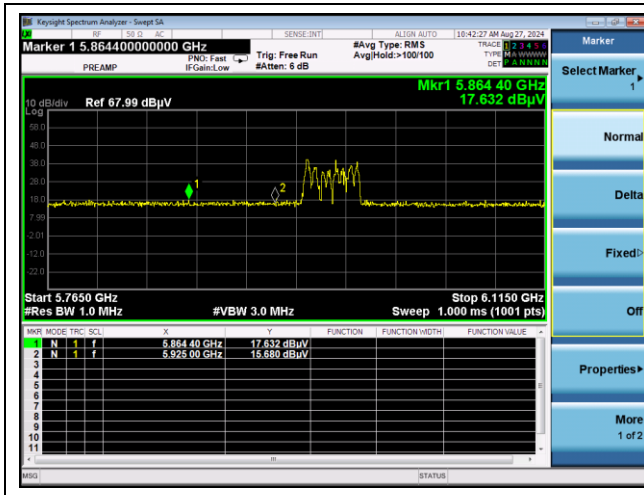 Keysight Spectrum Analyzer - Swept SA
RF 50 Ω AC SENSE:INT ALIGN AUTO 10:42:27 AM Aug 27, 2024
Marker 1 5.864400000000 GHz
PREAMP
PNO: Fast
IFGain:Low
Trig: Free Run
#Atten: 6 dB
#Avg Type: RMS
Avg|Hold:>100/100
TRACE 1 2 3 4 5 6
TYPE M A W W W W
DET P A N N N N
Mkr1 5.864 40 GHz
17.632 dBµV
10 dB/div Ref 67.99 dBµV
Log
58.0
48.0
38.0
28.0
18.0
7.99
-2.01
-12.0
-22.0
1
2
Start 5.7650 GHz Stop 6.1150 GHz
#Res BW 1.0 MHz #VBW 3.0 MHz Sweep 1.000 ms (1001 pts)
MKR MODE TRC SCL X Y FUNCTION FUNCTION WIDTH FUNCTION VALUE
1 N 1 f 5.864 40 GHz 17.632 dBµV
2 N 1 f 5.925 00 GHz 15.680 dBµV
3
4
5
6
7
8
9
10
11
MSG STATUS
Marker
Select Marker
1
Normal
Delta
Fixed
Off
Properties
More
1 of 2